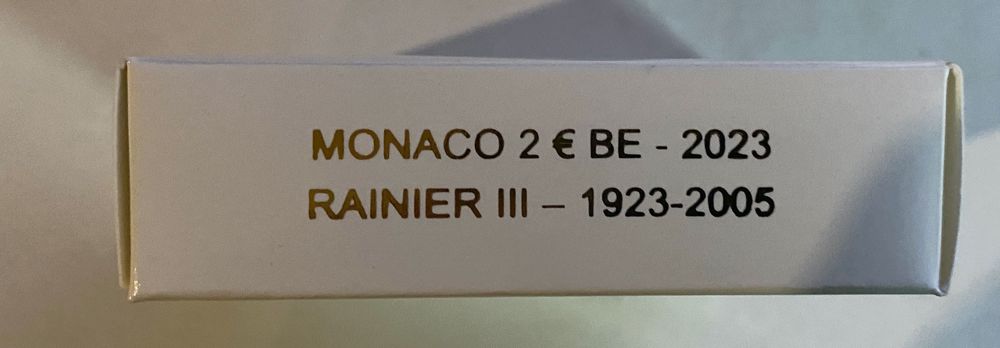 MONACO 2 € BE - 2023
RAINIER III – 1923-2005